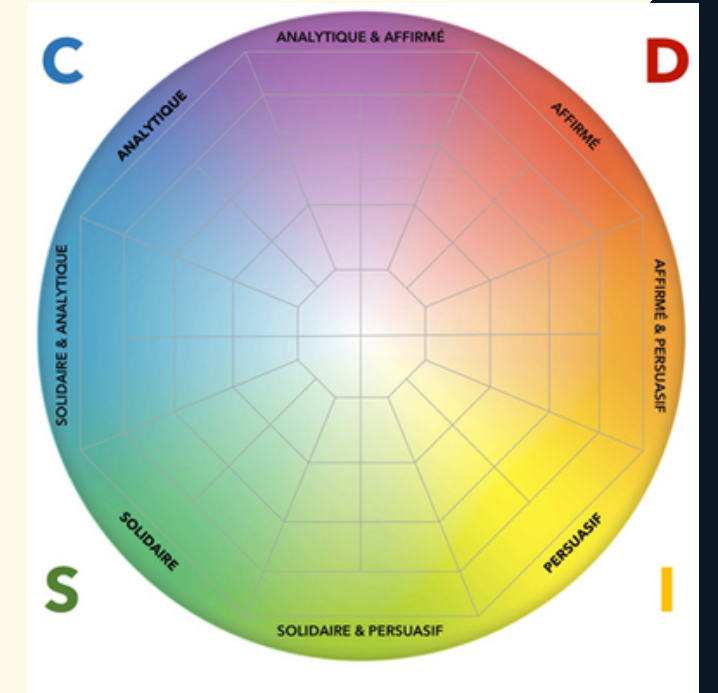 C
D
ANALYTIQUE & AFFIRMÉ
ANALYTIQUE
AFFIRMÉ
SOLIDAIRE & ANALYTIQUE
AFFIRMÉ & PERSUASIF
SOLIDAIRE
PERSUASIF
S
I
SOLIDAIRE & PERSUASIF